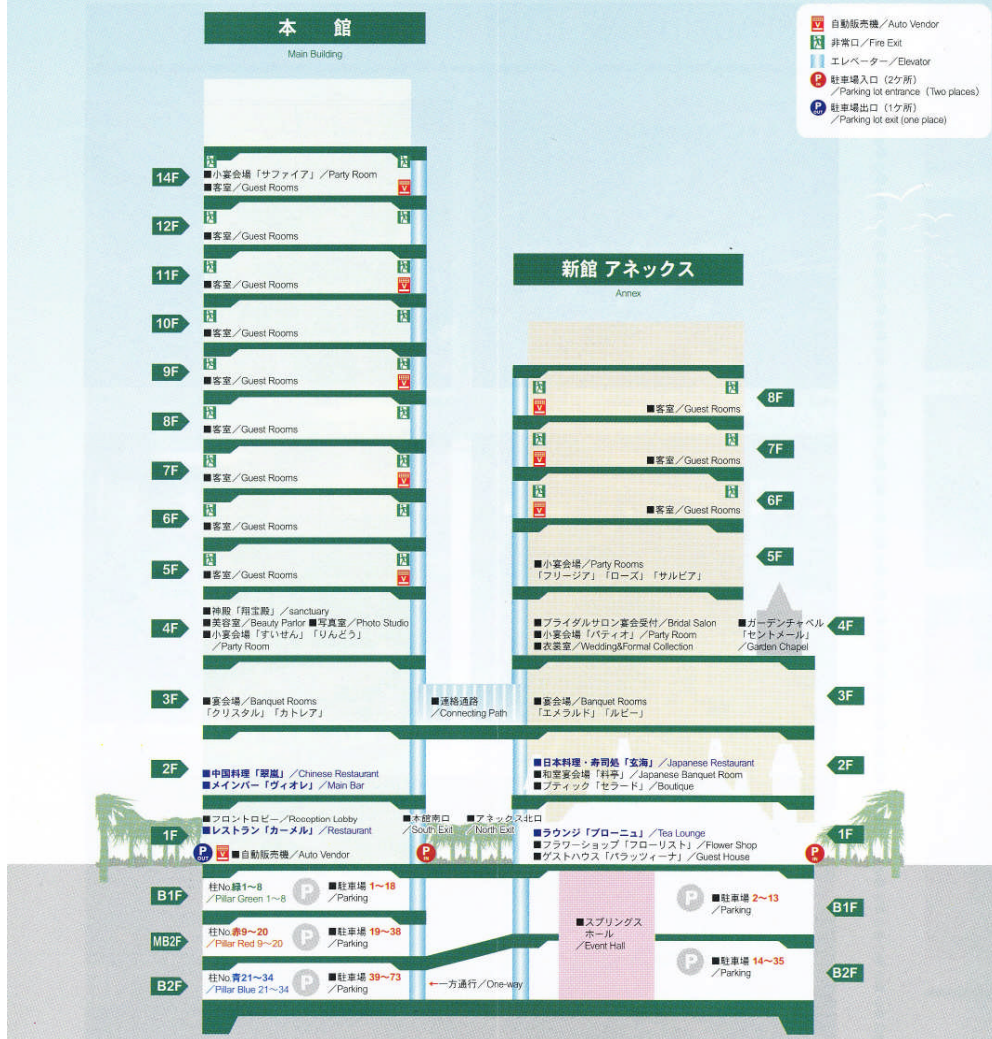 本 館
Main Building
自動販売機／Auto Vendor
非常口／Fire Exit
エレベーター／Elevator
P IN
駐車場入口（2ケ所）
／Parking lot entrance（Two places）
P OUT
駐車場出口（1ケ所）
／Parking lot exit (one place)
14F
■小宴会場「サファイア」／Party Room
■客室／Guest Rooms
12F
■客室／Guest Rooms
11F
■客室／Guest Rooms
10F
■客室／Guest Rooms
9F
■客室／Guest Rooms
8F
■客室／Guest Rooms
7F
■客室／Guest Rooms
6F
■客室／Guest Rooms
5F
■客室／Guest Rooms
4F
■神殿「翔宝殿」／sanctuary
■美容室／Beauty Parlor ■写真室／Photo Studio
■小宴会場「すいせん」「りんどう」
／Party Room
3F
■宴会場／Banquet Rooms
「クリスタル」「カトレア」
■連絡通路
／Connecting Path
2F
■中国料理「翠嵐」／Chinese Restaurant
■メインバー「ヴィオレ」／Main Bar
1F
■フロントロビー／Reception Lobby
■レストラン「カーメル」／Restaurant
P OUT
■自動販売機／Auto Vendor
■本館南口
／South Exit
■アネックス北口
／North Exit
P IN
B1F
柱No.緑1〜8
／Pillar Green 1〜8
P
■駐車場 1〜18
／Parking
MB2F
柱No.赤9〜20
／Pillar Red 9〜20
P
■駐車場 19〜38
／Parking
B2F
柱No.青21〜34
／Pillar Blue 21〜34
P
■駐車場 39〜73
／Parking
←一方通行／One-way
新館 アネックス
Annex
8F
■客室／Guest Rooms
7F
■客室／Guest Rooms
6F
■客室／Guest Rooms
5F
■小宴会場／Party Rooms
「フリージア」「ローズ」「サルビア」
4F
■ブライダルサロン宴会受付／Bridal Salon
■小宴会場「パティオ」／Party Room
■衣裳室／Wedding&Formal Collection
■ガーデンチャペル
「セントメール」
／Garden Chapel
3F
■宴会場／Banquet Rooms
「エメラルド」「ルビー」
2F
■日本料理・寿司処「玄海」／Japanese Restaurant
■和室宴会場「料亭」／Japanese Banquet Room
■ブティック「セラード」／Boutique
1F
■ラウンジ「ブローニュ」／Tea Lounge
■フラワーショップ「フローリスト」／Flower Shop
■ゲストハウス「パラッツィーナ」／Guest House
P IN
B1F
■スプリングス
ホール
／Event Hall
P
■駐車場 2〜13
／Parking
B2F
P
■駐車場 14〜35
／Parking